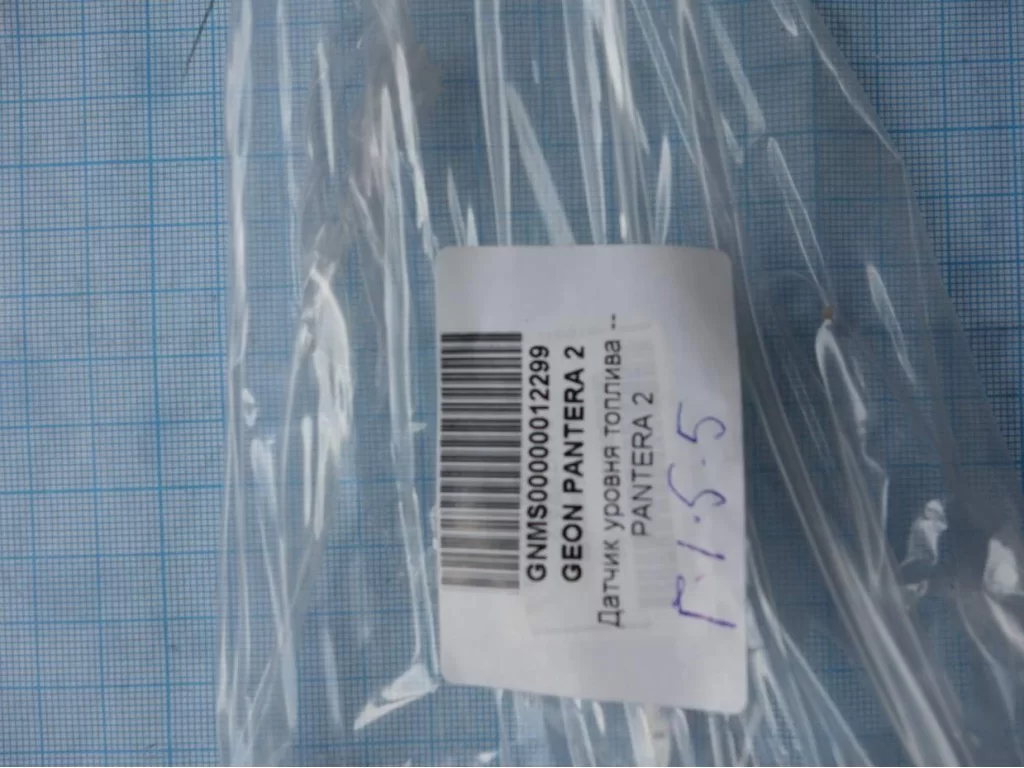 GNMS00000012299
GEON PANTERA 2
Датчик уровня топлива --
PANTERA 2
Г.1.5.5